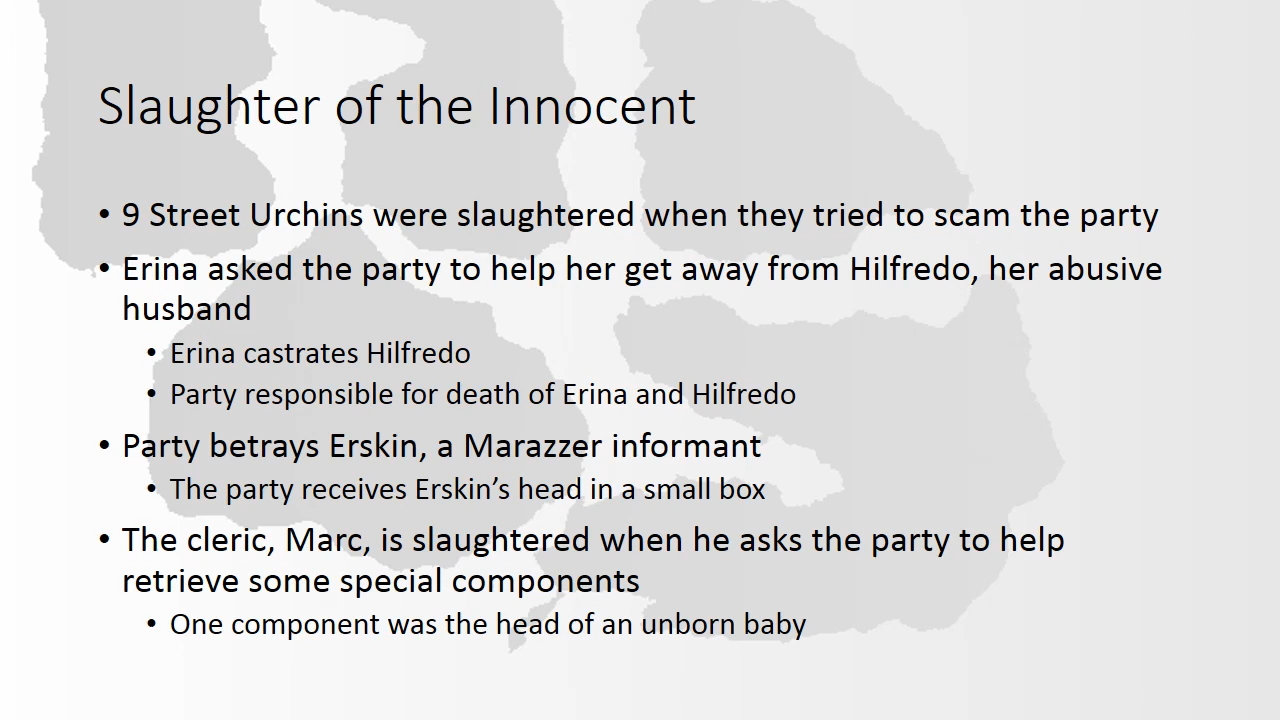 Slaughter of the Innocent
• 9 Street Urchins were slaughtered when they tried to scam the party
• Erina asked the party to help her get away from Hilfredo, her abusive
husband
• Erina castrates Hilfredo
• Party responsible for death of Erina and Hilfredo
• Party betrays Erskin, a Marazzer informant
• The party receives Erskin’s head in a small box
• The cleric, Marc, is slaughtered when he asks the party to help
retrieve some special components
• One component was the head of an unborn baby